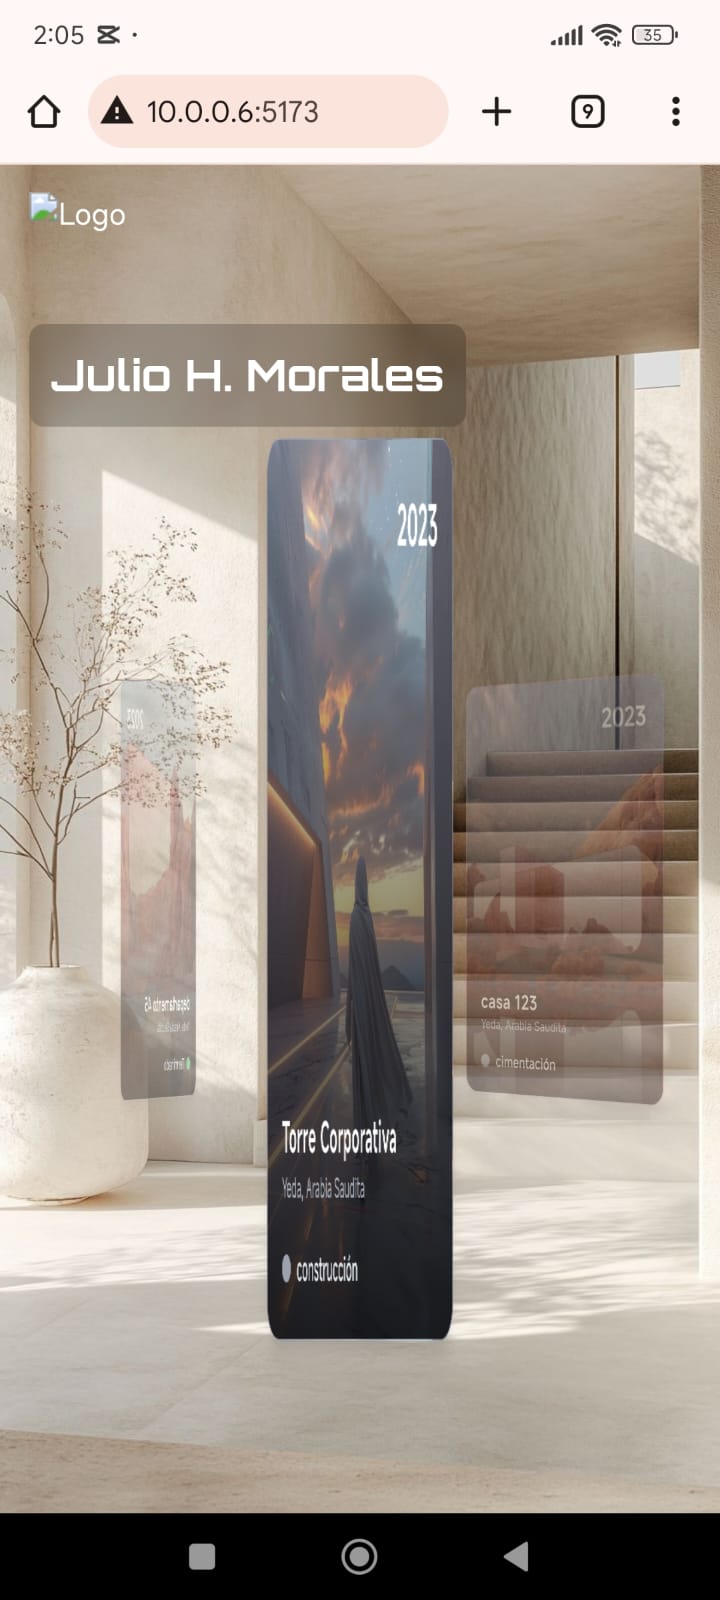 2:05
35
10.0.0.6:5173
9
Logo
Julio H. Morales
2023
2023
2023
casa 123
Yeda, Arabia Saudita
cimentación
Torre Corporativa
Yeda, Arabia Saudita
construcción